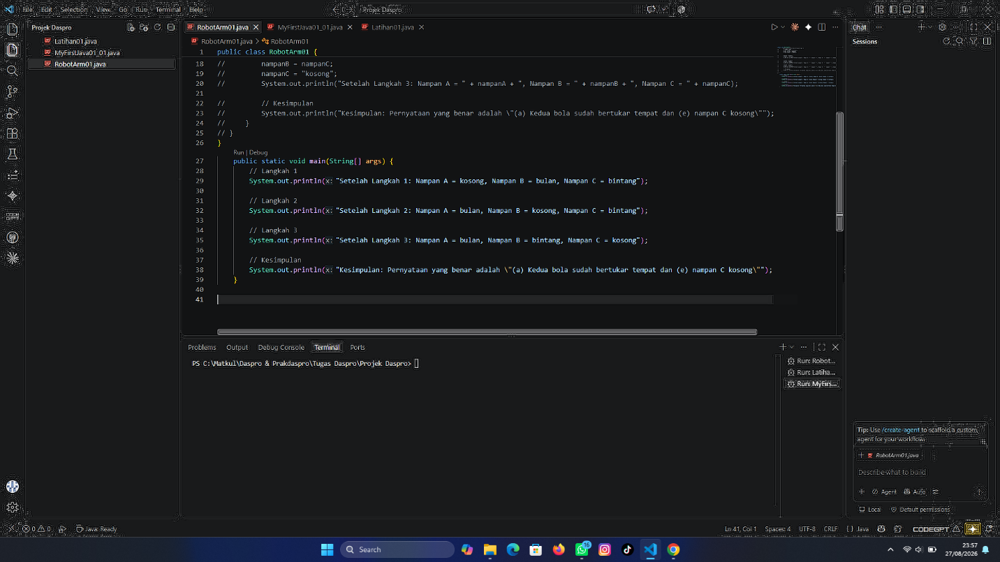 File Edit Selection View Go Run Terminal Help
Projek Daspro
Projek Daspro
Latihan01.java
MyFirstJava01_01.java
RobotArm01.java
RobotArm01.java MyFirstJava01_01.java Latihan01.java
RobotArm01.java > RobotArm01
1 public class RobotArm01 {
18 // nampanB = nampanC;
19 // nampanC = "kosong";
20 // System.out.println("Setelah Langkah 3: Nampan A = " + nampanA + ", Nampan B = " + nampanB + ", Nampan C = " + nampanC);
21
22 // // Kesimpulan
23 // System.out.println("Kesimpulan: Pernyataan yang benar adalah \"(a) Kedua bola sudah bertukar tempat dan (e) nampan C kosong\"");
24 // }
25 // }
26 }
Run | Debug
27 public static void main(String[] args) {
28 // Langkah 1
29 System.out.println(x: "Setelah Langkah 1: Nampan A = kosong, Nampan B = bulan, Nampan C = bintang");
30
31 // Langkah 2
32 System.out.println(x: "Setelah Langkah 2: Nampan A = bulan, Nampan B = kosong, Nampan C = bintang");
33
34 // Langkah 3
35 System.out.println(x: "Setelah Langkah 3: Nampan A = bulan, Nampan B = bintang, Nampan C = kosong");
36
37 // Kesimpulan
38 System.out.println(x: "Kesimpulan: Pernyataan yang benar adalah \"(a) Kedua bola sudah bertukar tempat dan (e) nampan C kosong\"");
39 }
40
41
Problems Output Debug Console Terminal Ports
PS C:\Matkul\Daspro & Prakdaspro\Tugas Daspro\Projek Daspro>
Run: Robot...
Run: Latiha...
Run: MyFirs...
Chat
Sessions
Tip: Use /create-agent to scaffold a custom
agent for your workflow.
RobotArm01.java
Describe what to build
Agent Auto
Local Default permissions
0 0 Java: Ready
Ln 41, Col 1 Spaces: 4 UTF-8 CRLF { } Java CODEGPT
Search
16
23:57
27/08/2026